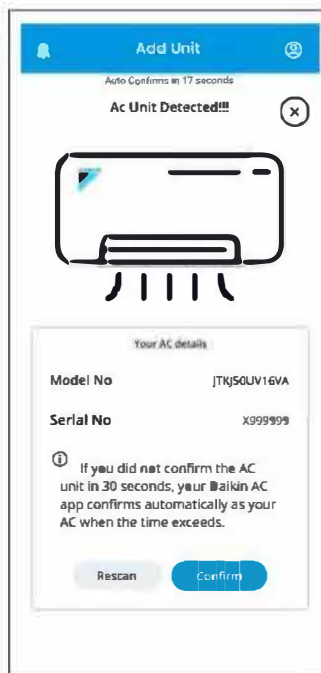 Add Unit
Auto Confirms in 17 seconds
Ac Unit Detected!!!
Your AC details
Model No JTKJ50UV16VA
Serial No X999999
If you did not confirm the AC
unit in 30 seconds, your Daikin AC
app confirms automatically as your
AC when the time exceeds.
Rescan Confirm